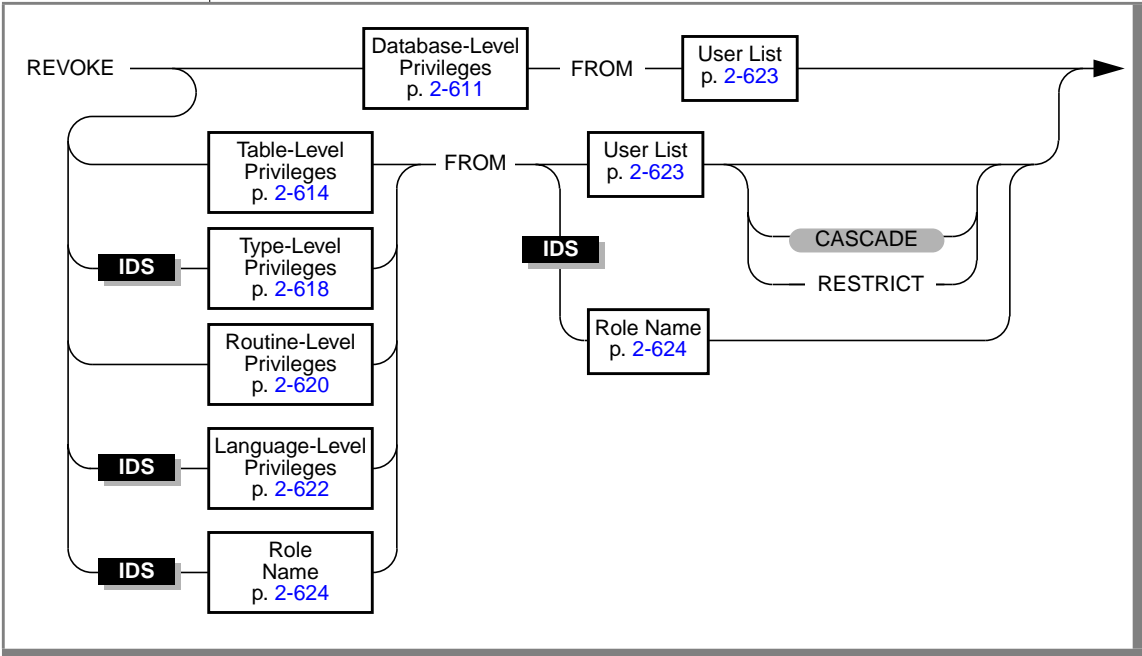 REVOKE
Database-Level
Privileges
p. 2-611
FROM
User List
p. 2-623
Table-Level
Privileges
p. 2-614
FROM
User List
p. 2-623
CASCADE
RESTRICT
IDS
Role Name
p. 2-624
IDS
Type-Level
Privileges
p. 2-618
Routine-Level
Privileges
p. 2-620
IDS
Language-Level
Privileges
p. 2-622
IDS
Role
Name
p. 2-624